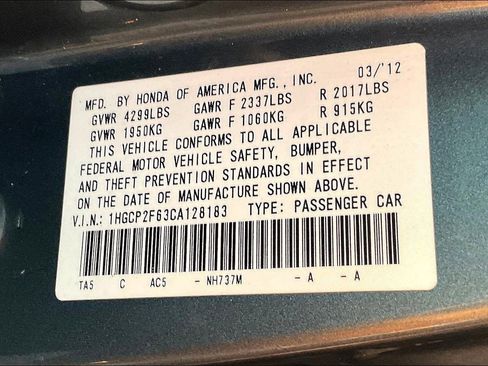 MFD. BY HONDA OF AMERICA MFG., INC. 03/'12
GVWR 4299LBS GAWR F 2337LBS R 2017LBS
GVWR 1950KG GAWR F 1060KG R 915KG
THIS VEHICLE CONFORMS TO ALL APPLICABLE
FEDERAL MOTOR VEHICLE SAFETY, BUMPER,
AND THEFT PREVENTION STANDARDS IN EFFECT
ON THE DATE OF MANUFACTURE SHOWN ABOVE.
V.I.N.: 1HGCP2F63CA128183 TYPE: PASSENGER CAR
TA5 C AC5 - NH737M - A - A